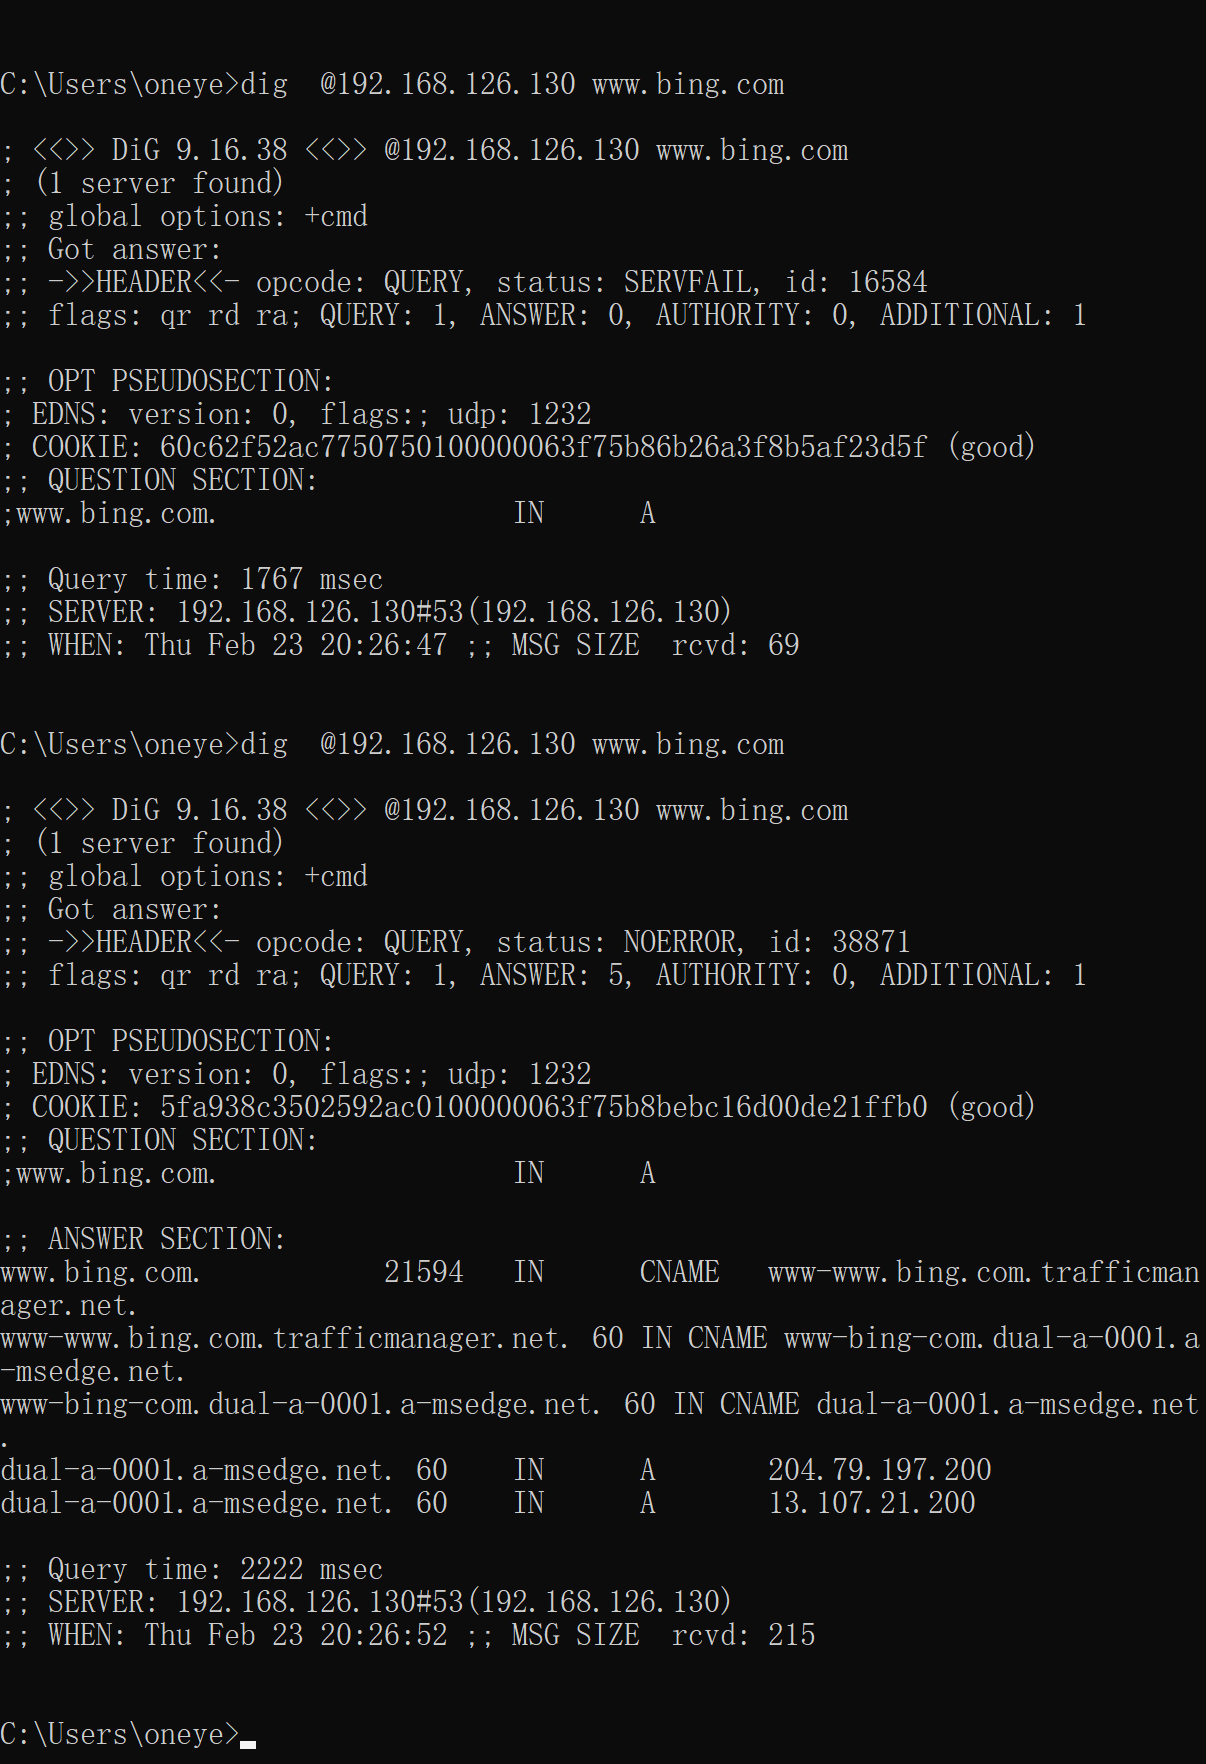 C:\Users\oneye>dig  @192.168.126.130 www.bing.com
; <<>> DiG 9.16.38 <<>> @192.168.126.130 www.bing.com
; (1 server found)
;; global options: +cmd
;; Got answer:
;; ->>HEADER<<- opcode: QUERY, status: SERVFAIL, id: 16584
;; flags: qr rd ra; QUERY: 1, ANSWER: 0, AUTHORITY: 0, ADDITIONAL: 1
;; OPT PSEUDOSECTION:
; EDNS: version: 0, flags:; udp: 1232
; COOKIE: 60c62f52ac7750750100000063f75b86b26a3f8b5af23d5f (good)
;; QUESTION SECTION:
;www.bing.com.                  IN      A
;; Query time: 1767 msec
;; SERVER: 192.168.126.130#53(192.168.126.130)
;; WHEN: Thu Feb 23 20:26:47 ;; MSG SIZE  rcvd: 69
C:\Users\oneye>dig  @192.168.126.130 www.bing.com
; <<>> DiG 9.16.38 <<>> @192.168.126.130 www.bing.com
; (1 server found)
;; global options: +cmd
;; Got answer:
;; ->>HEADER<<- opcode: QUERY, status: NOERROR, id: 38871
;; flags: qr rd ra; QUERY: 1, ANSWER: 5, AUTHORITY: 0, ADDITIONAL: 1
;; OPT PSEUDOSECTION:
; EDNS: version: 0, flags:; udp: 1232
; COOKIE: 5fa938c3502592ac0100000063f75b8bebc16d00de21ffb0 (good)
;; QUESTION SECTION:
;www.bing.com.                  IN      A
;; ANSWER SECTION:
www.bing.com.           21594   IN      CNAME   www-www.bing.com.trafficman
ager.net.
www-www.bing.com.trafficmanager.net. 60 IN CNAME www-bing-com.dual-a-0001.a
-msedge.net.
www-bing-com.dual-a-0001.a-msedge.net. 60 IN CNAME dual-a-0001.a-msedge.net
.
dual-a-0001.a-msedge.net. 60    IN      A       204.79.197.200
dual-a-0001.a-msedge.net. 60    IN      A       13.107.21.200
;; Query time: 2222 msec
;; SERVER: 192.168.126.130#53(192.168.126.130)
;; WHEN: Thu Feb 23 20:26:52 ;; MSG SIZE  rcvd: 215
C:\Users\oneye>